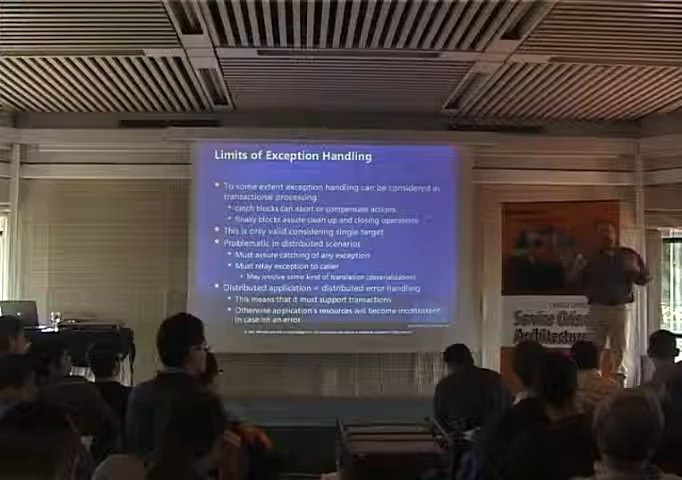 Limits of Exception Handling
To some extent exception handling can be considered as
transactional processing:
catch blocks can abort or compensate actions
finally blocks assure clean up and closing operations
This is only valid considering single target
Problematic in distributed scenarios
Must assure catching of any exception
Must relay exception to caller
May involve some kind of translation (deserialization)
Distributed application = distributed error handling
This means that it must support transactions
Otherwise application's resources will become inconsistent
in case of an error
Service Orient
Architecture